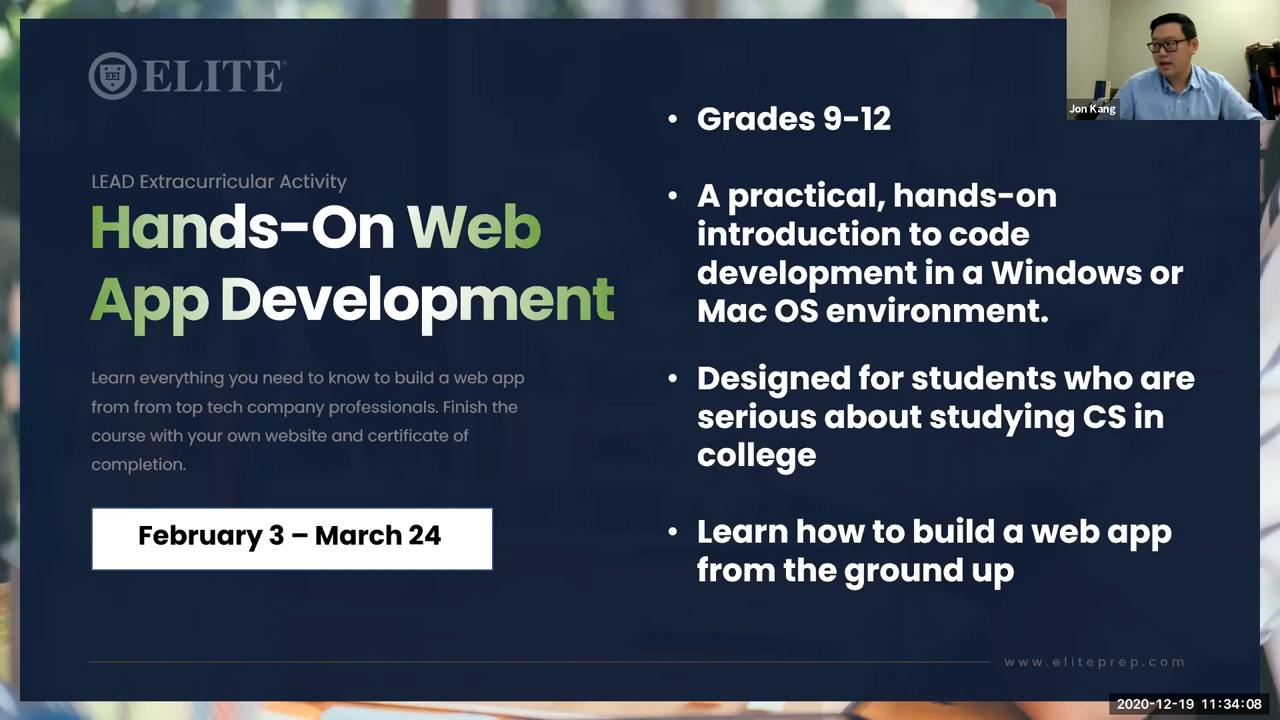 EEI
ELITE®
LEAD Extracurricular Activity
Hands-On Web
App Development
Learn everything you need to know to build a web app
from from top tech company professionals. Finish the
course with your own website and certificate of
completion.
February 3 – March 24
• Grades 9-12
• A practical, hands-on
introduction to code
development in a Windows or
Mac OS environment.
• Designed for students who are
serious about studying CS in
college
• Learn how to build a web app
from the ground up
www.eliteprep.com
Jon Kang
2020-12-19 11:34:08